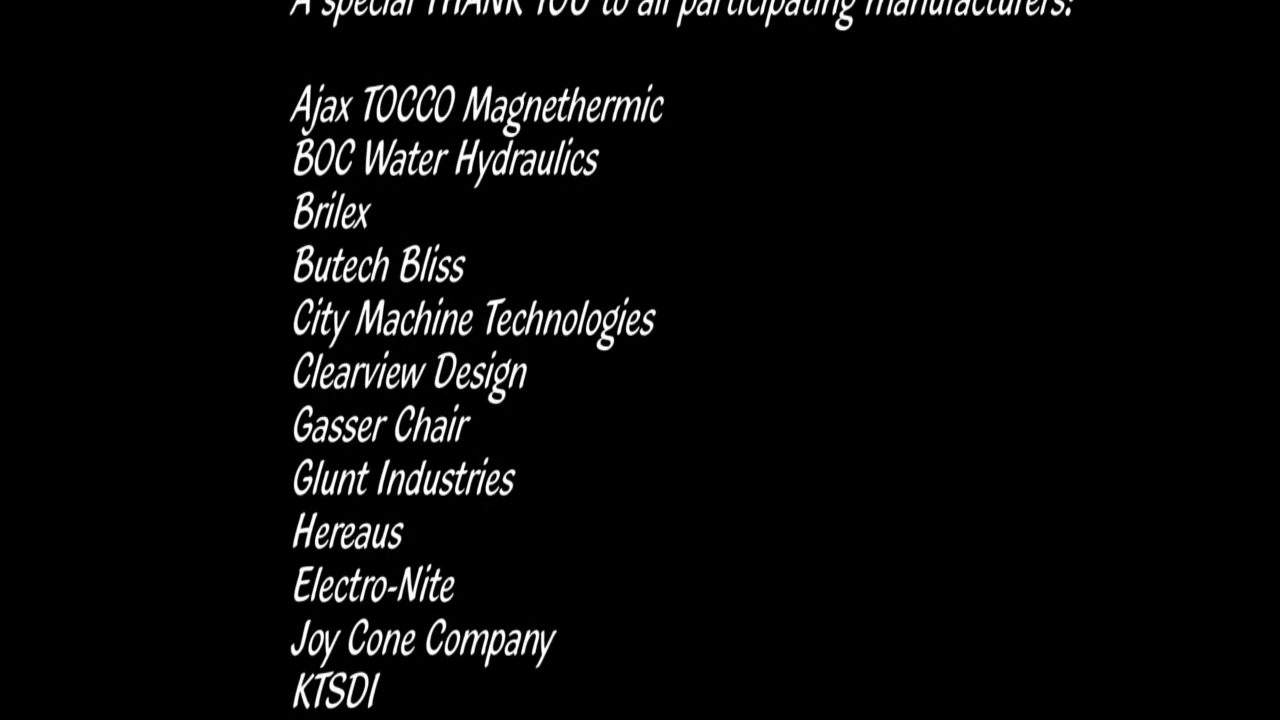 A special THANK YOU to all participating manufacturers:
Ajax TOCCO Magnethermic
BOC Water Hydraulics
Brilex
Butech Bliss
City Machine Technologies
Clearview Design
Gasser Chair
Glunt Industries
Hereaus
Electro-Nite
Joy Cone Company
KTSDI